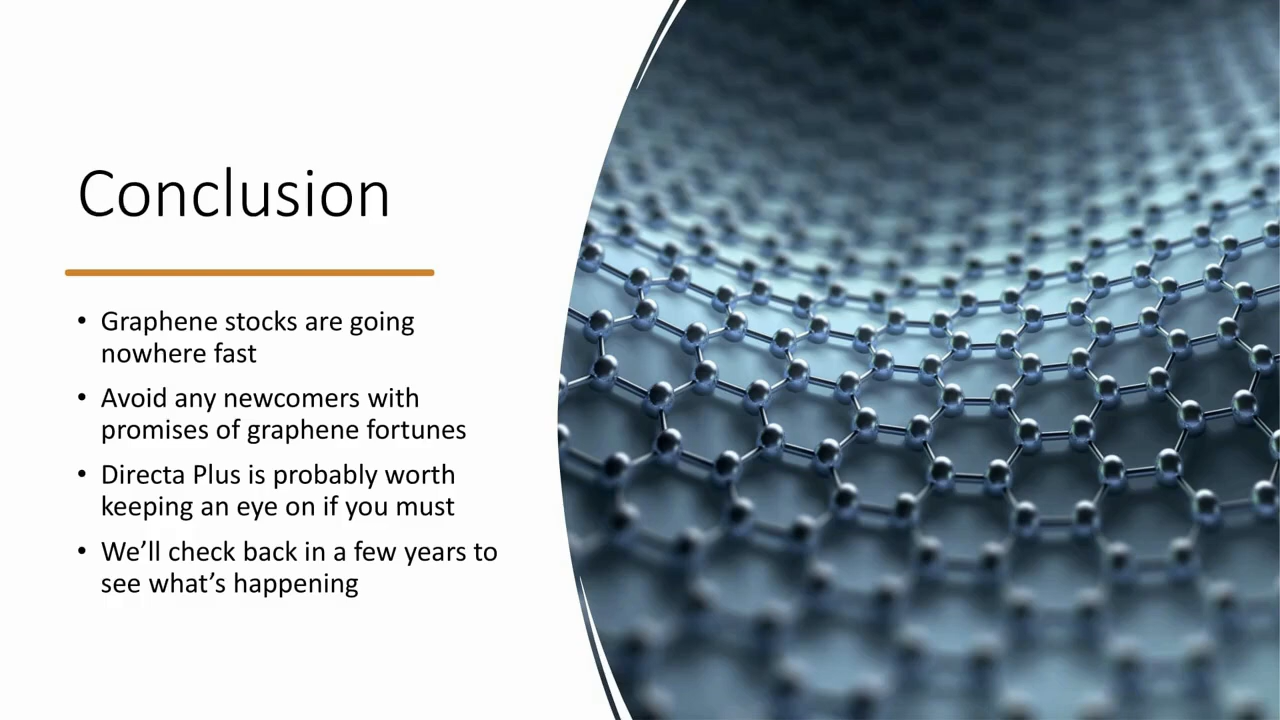 Conclusion
• Graphene stocks are going
nowhere fast
• Avoid any newcomers with
promises of graphene fortunes
• Directa Plus is probably worth
keeping an eye on if you must
• We’ll check back in a few years to
see what’s happening